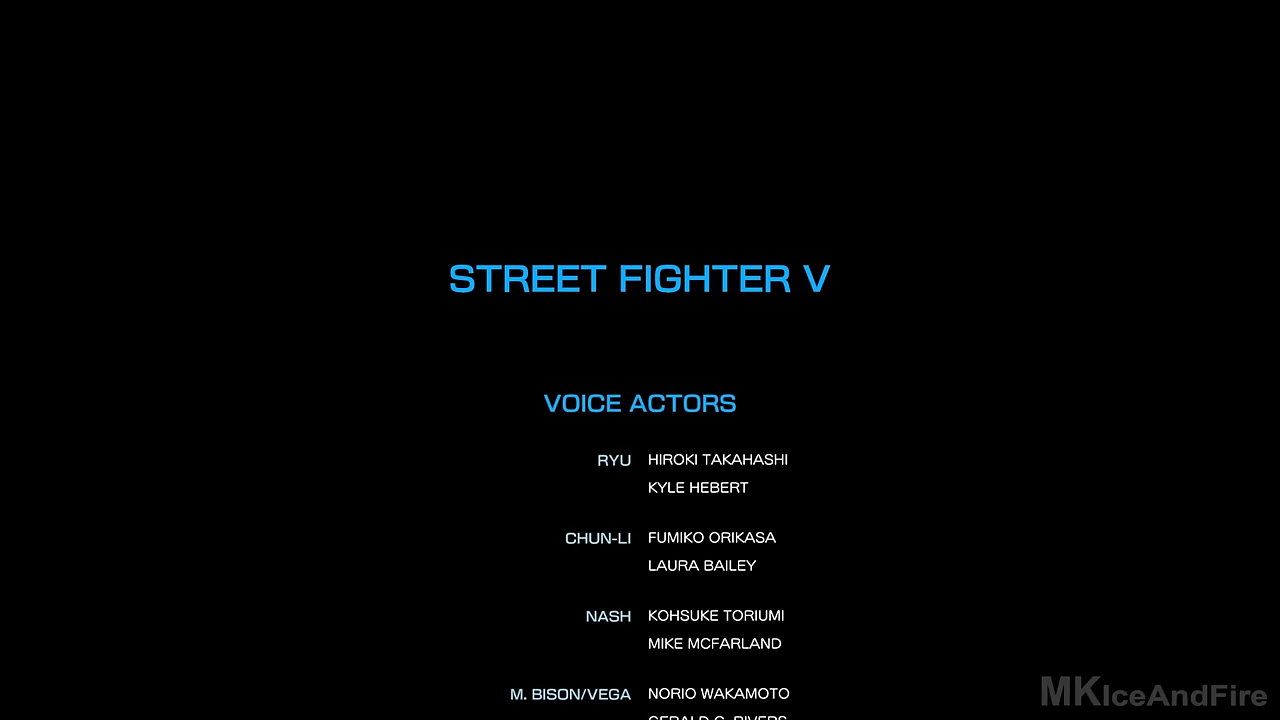 STREET FIGHTER V
VOICE ACTORS
RYU HIROKI TAKAHASHI
KYLE HEBERT
CHUN-LI FUMIKO ORIKASA
LAURA BAILEY
NASH KOHSUKE TORIUMI
MIKE MCFARLAND
M. BISON/VEGA NORIO WAKAMOTO
MKIceAndFire